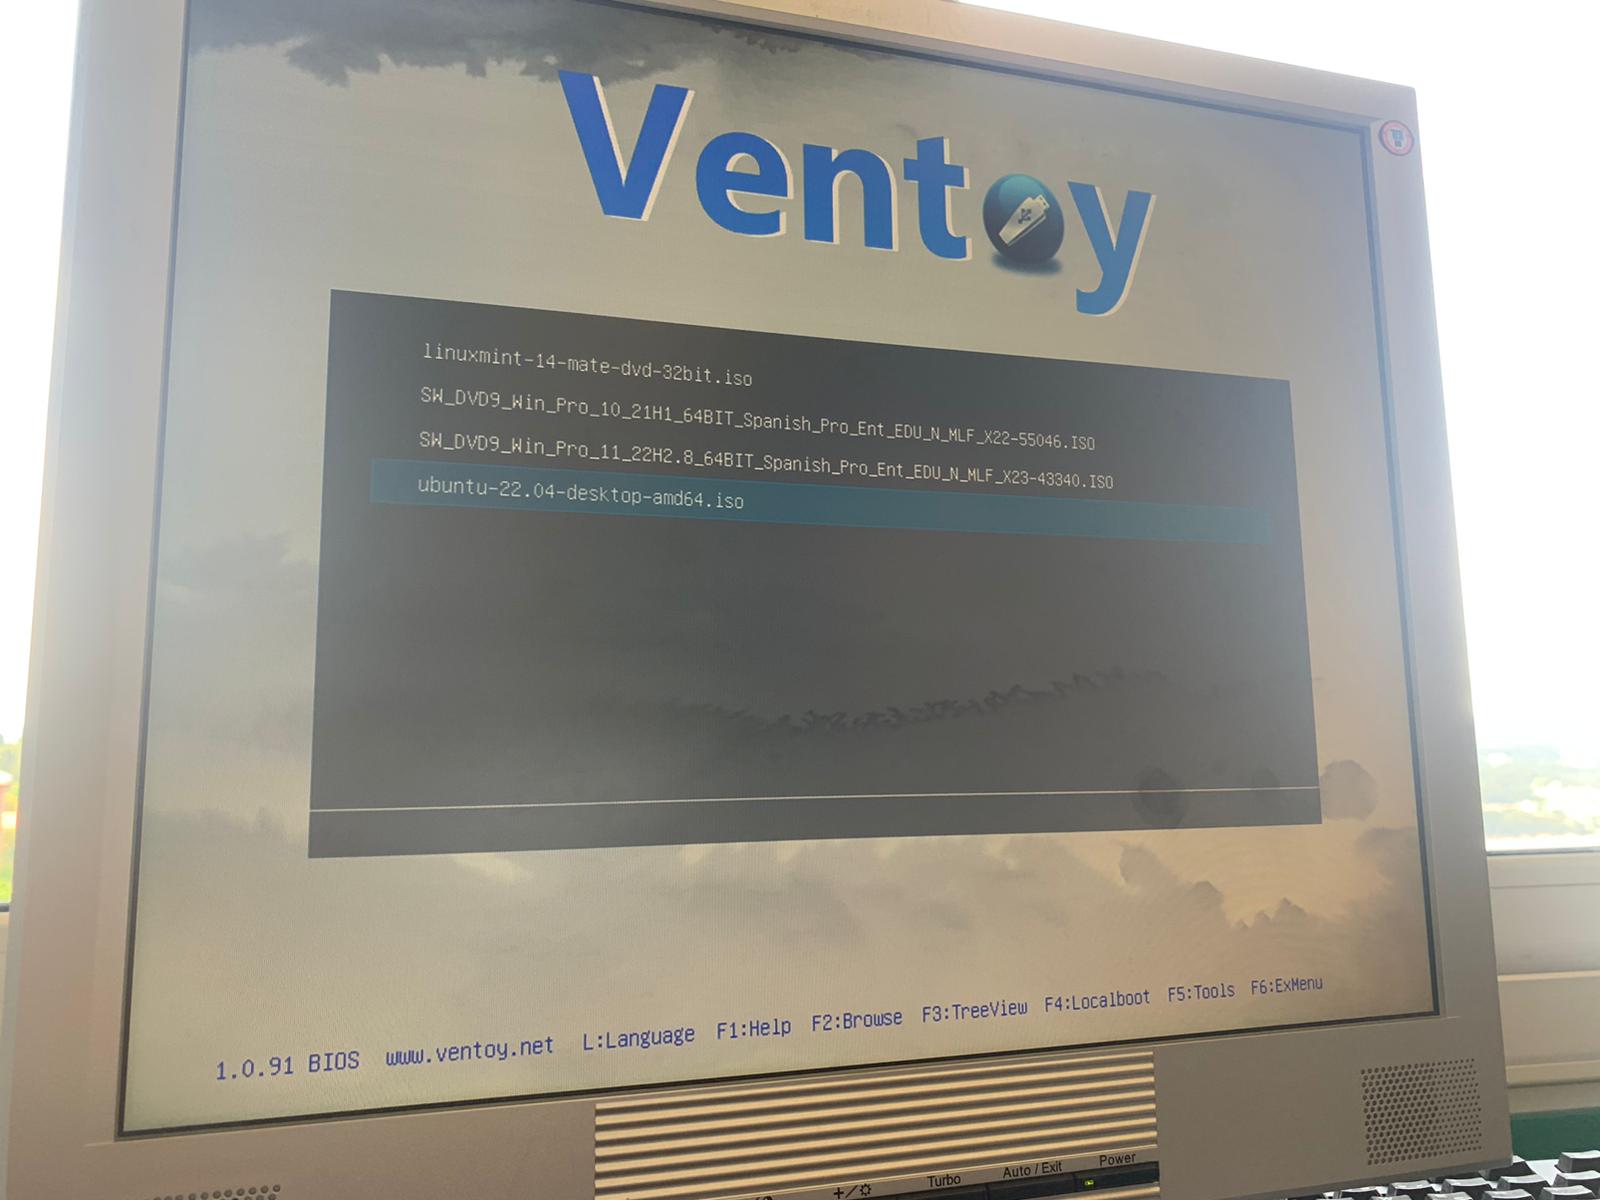 Ventoy
linuxmint-14-mate-dvd-32bit.iso
SW_DVD9_Win_Pro_10_21H1_64BIT_Spanish_Pro_Ent_EDU_N_MLF_X22-55046.ISO
SW_DVD9_Win_Pro_11_22H2.8_64BIT_Spanish_Pro_Ent_EDU_N_MLF_X23-43340.ISO
ubuntu-22.04-desktop-amd64.iso
1.0.91 BIOS www.ventoy.net L:Language F1:Help F2:Browse F3:TreeView F4:Localboot F5:Tools F6:ExMenu
+/ Turbo Auto / Exit Power